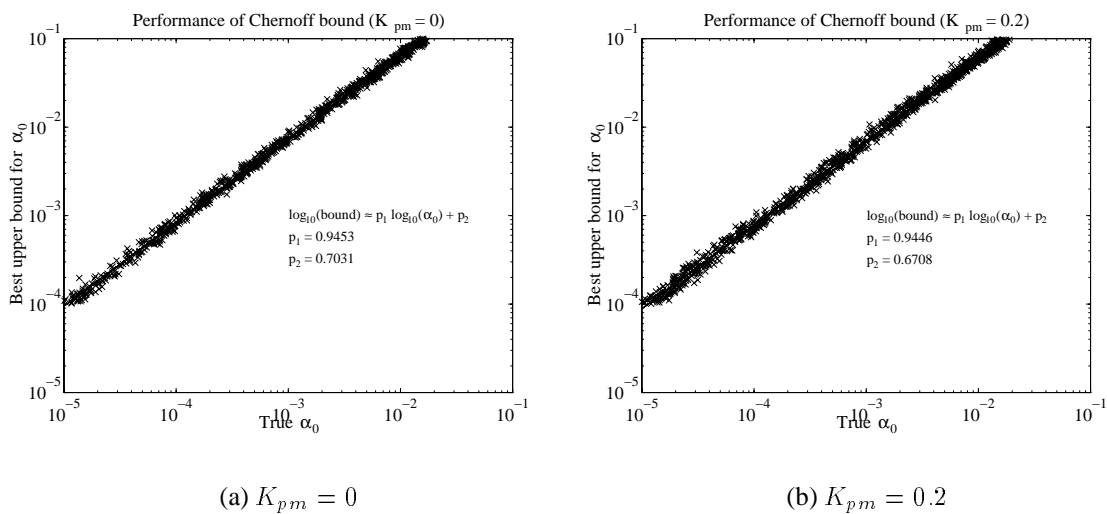 Performance of Chernoff bound (K pm = 0)
Best upper bound for α₀
10⁻¹
10⁻²
10⁻³
10⁻⁴
10⁻⁵
log₁₀(bound) ≈ p₁ log₁₀(α₀) + p₂
p₁ = 0.9453
p₂ = 0.7031
10⁻⁵ 10⁻⁴ 10⁻³ 10⁻² 10⁻¹
True α₀
(a) Kₚₘ = 0
Performance of Chernoff bound (K pm = 0.2)
Best upper bound for α₀
10⁻¹
10⁻²
10⁻³
10⁻⁴
10⁻⁵
log₁₀(bound) ≈ p₁ log₁₀(α₀) + p₂
p₁ = 0.9446
p₂ = 0.6708
10⁻⁵ 10⁻⁴ 10⁻³ 10⁻² 10⁻¹
True α₀
(b) Kₚₘ = 0.2